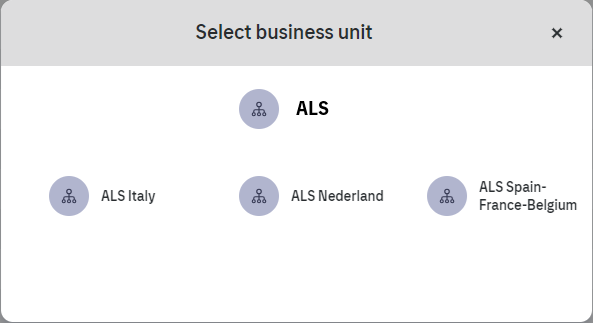 Select business unit
×
ALS
ALS Italy
ALS Nederland
ALS Spain-
France-Belgium